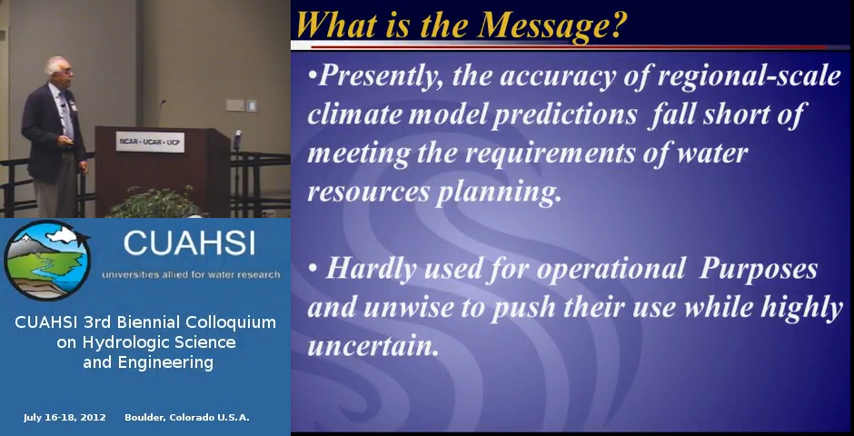 What is the Message?
•Presently, the accuracy of regional-scale
climate model predictions fall short of
meeting the requirements of water
resources planning.
• Hardly used for operational Purposes
and unwise to push their use while highly
uncertain.
NCAR • UCAR • UCP
CUAHSI
universities allied for water research
CUAHSI 3rd Biennial Colloquium
on Hydrologic Science
and Engineering
July 16-18, 2012 Boulder, Colorado U.S.A.